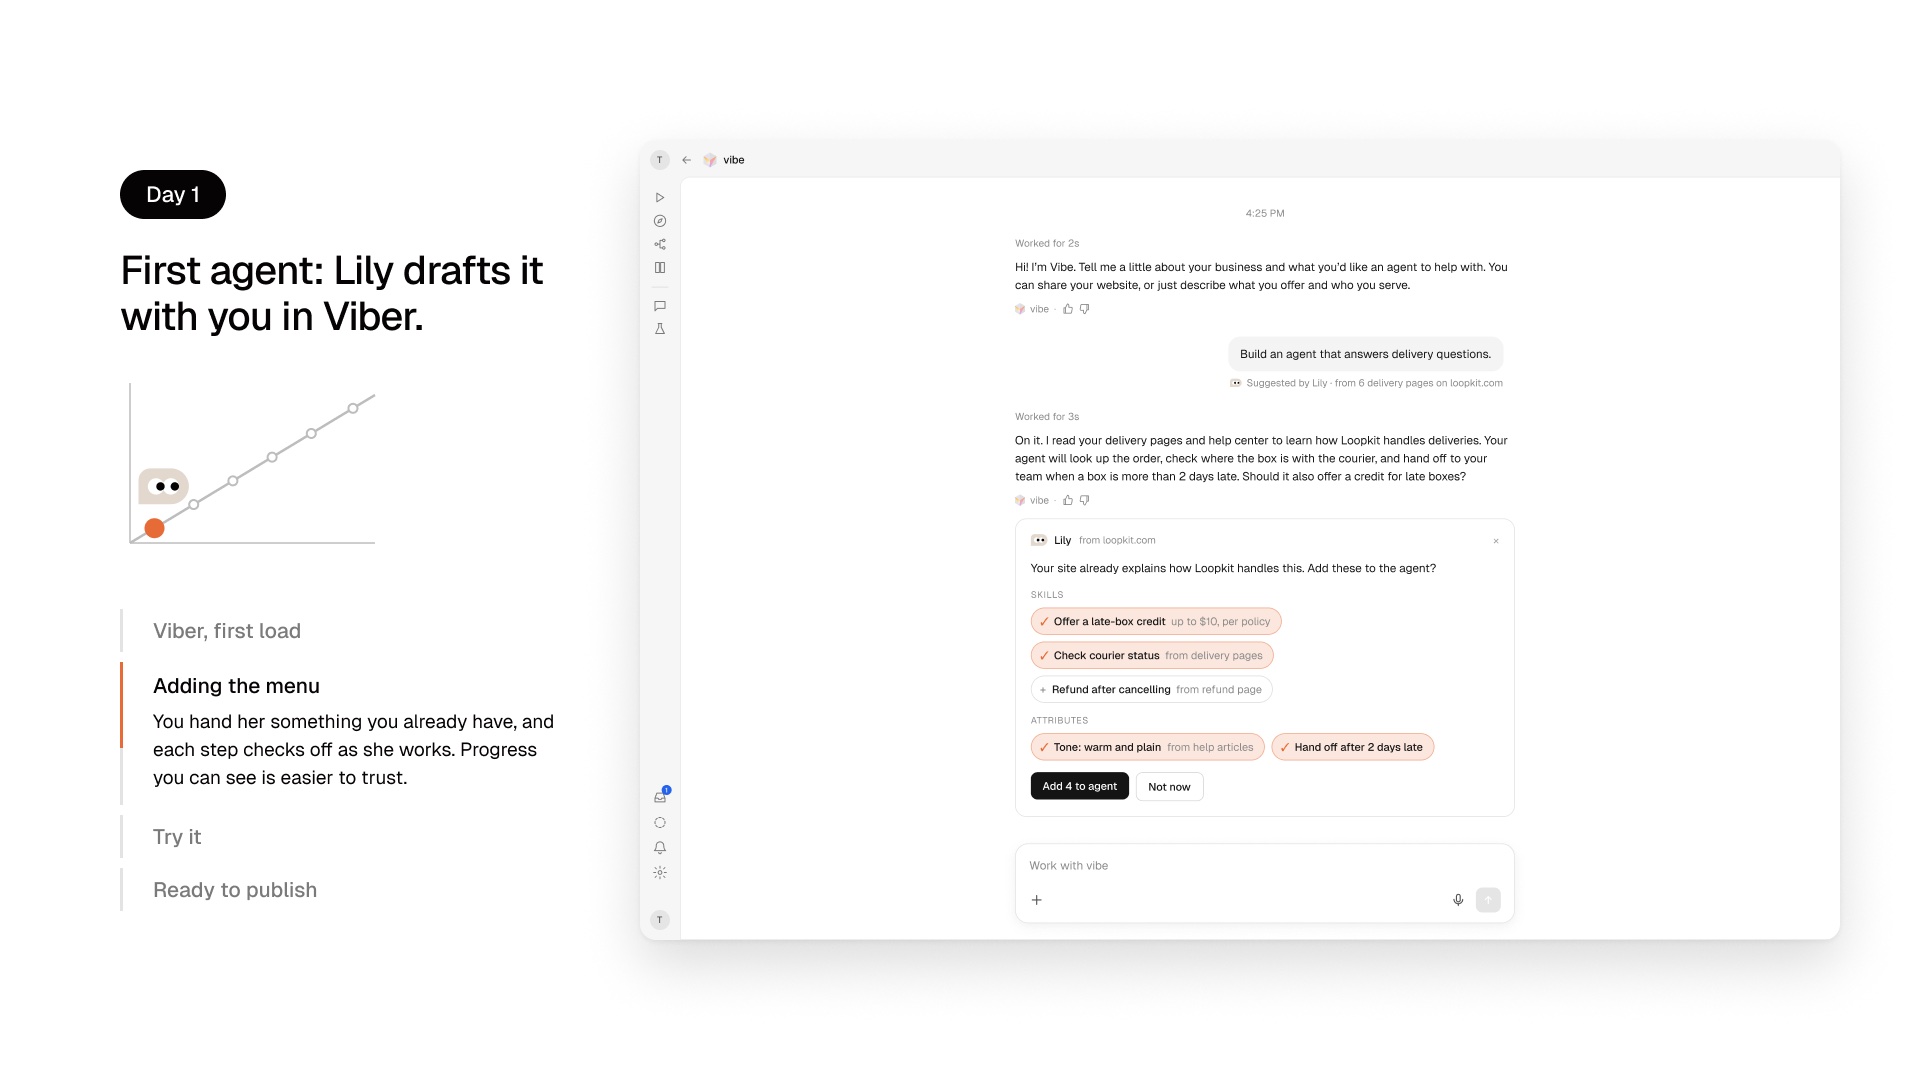 Day 1
First agent: Lily drafts it
with you in Viber.
Viber, first load
Adding the menu
You hand her something you already have, and
each step checks off as she works. Progress
you can see is easier to trust.
Try it
Ready to publish
T
vibe
4:25 PM
Worked for 2s
Hi! I'm Vibe. Tell me a little about your business and what you'd like an agent to help with. You
can share your website, or just describe what you offer and who you serve.
vibe ·
Build an agent that answers delivery questions.
Suggested by Lily · from 6 delivery pages on loopkit.com
Worked for 3s
On it. I read your delivery pages and help center to learn how Loopkit handles deliveries. Your
agent will look up the order, check where the box is with the courier, and hand off to your
team when a box is more than 2 days late. Should it also offer a credit for late boxes?
vibe ·
Lily from loopkit.com ×
Your site already explains how Loopkit handles this. Add these to the agent?
SKILLS
✓ Offer a late-box credit up to $10, per policy
✓ Check courier status from delivery pages
+ Refund after cancelling from refund page
ATTRIBUTES
✓ Tone: warm and plain from help articles ✓ Hand off after 2 days late
Add 4 to agent Not now
1
Work with vibe
T